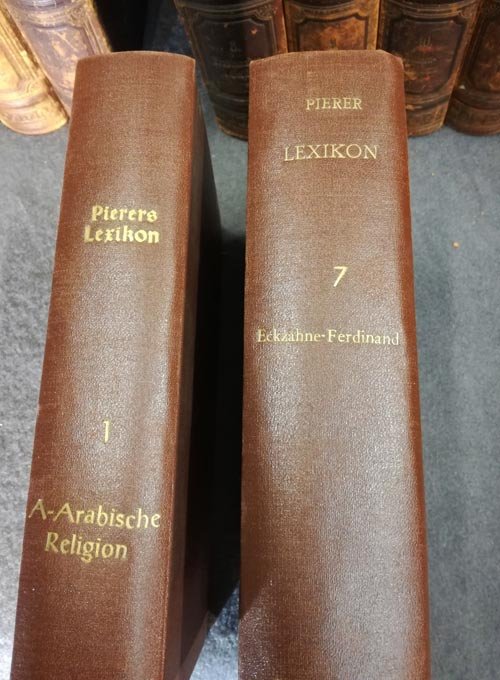 Pierers
Lexikon
1
A-Arabische
Religion
PIERER
LEXIKON
7
Eckzahne-Ferdinand